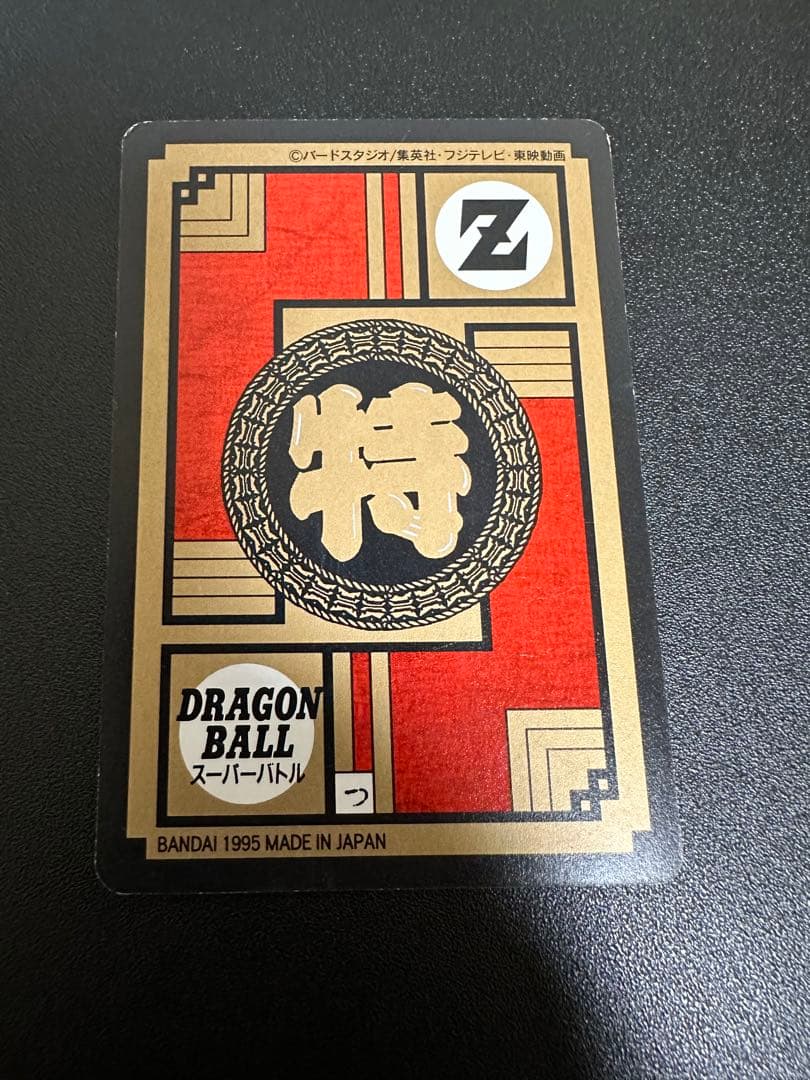 ©バードスタジオ/集英社・フジテレビ・東映動画
Z
特
DRAGON
BALL
スーパーバトル
つ
BANDAI 1995 MADE IN JAPAN